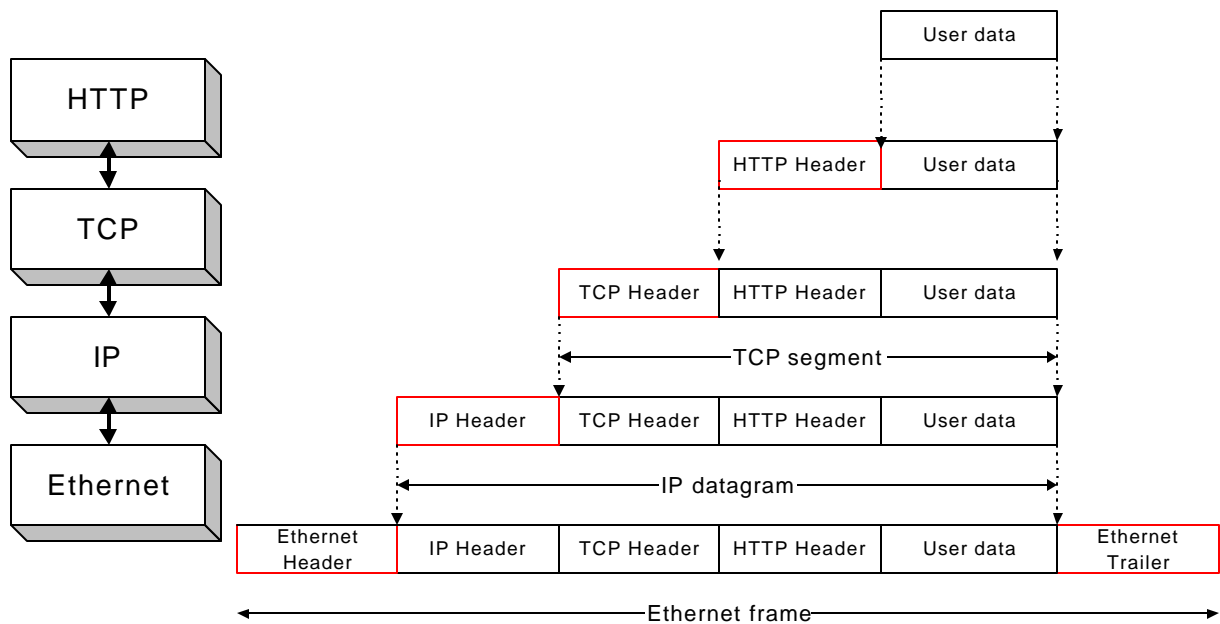 User data
HTTP
HTTP Header
User data
TCP
TCP Header
HTTP Header
User data
TCP segment
IP
IP Header
TCP Header
HTTP Header
User data
Ethernet
IP datagram
Ethernet
Header
IP Header
TCP Header
HTTP Header
User data
Ethernet
Trailer
Ethernet frame